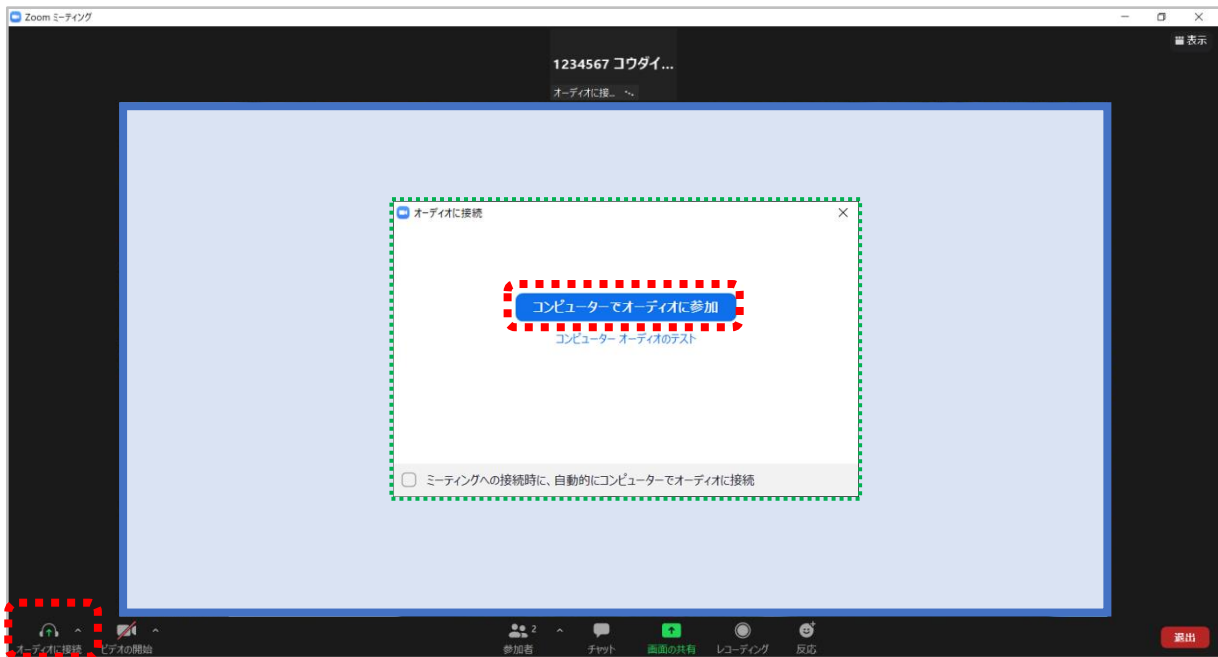 Zoom ミーティング
表示
1234567 コウダイ...
オーディオに接...
オーディオに接続
コンピューターでオーディオに参加
コンピューター オーディオのテスト
ミーティングへの接続時に、自動的にコンピューターでオーディオに接続
オーディオに接続
ビデオの開始
参加者
2
チャット
画面の共有
レコーディング
反応
退出